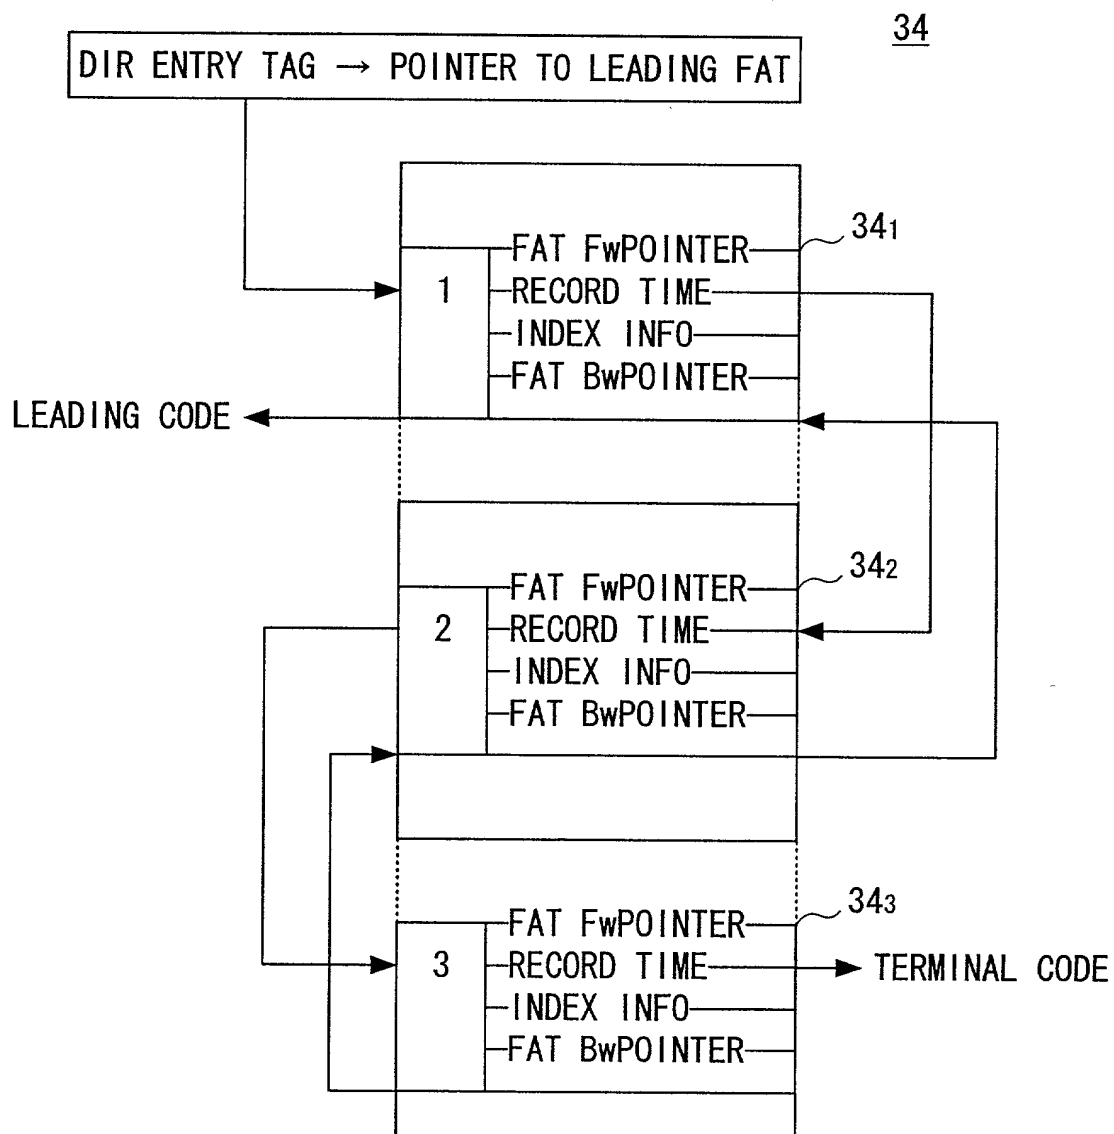 34
DIR ENTRY TAG → POINTER TO LEADING FAT
34₁
FAT FwPOINTER
1
RECORD TIME
INDEX INFO
FAT BwPOINTER
LEADING CODE
34₂
FAT FwPOINTER
2
RECORD TIME
INDEX INFO
FAT BwPOINTER
34₃
FAT FwPOINTER
3
RECORD TIME
TERMINAL CODE
INDEX INFO
FAT BwPOINTER